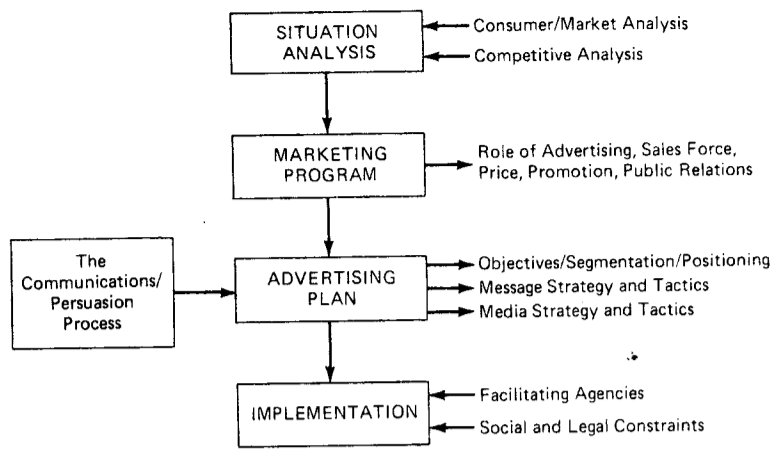 SITUATION
ANALYSIS
Consumer/Market Analysis
Competitive Analysis
MARKETING
PROGRAM
Role of Advertising, Sales Force,
Price, Promotion, Public Relations
The
Communications/
Persuasion
Process
ADVERTISING
PLAN
Objectives/Segmentation/Positioning
Message Strategy and Tactics
Media Strategy and Tactics
IMPLEMENTATION
Facilitating Agencies
Social and Legal Constraints